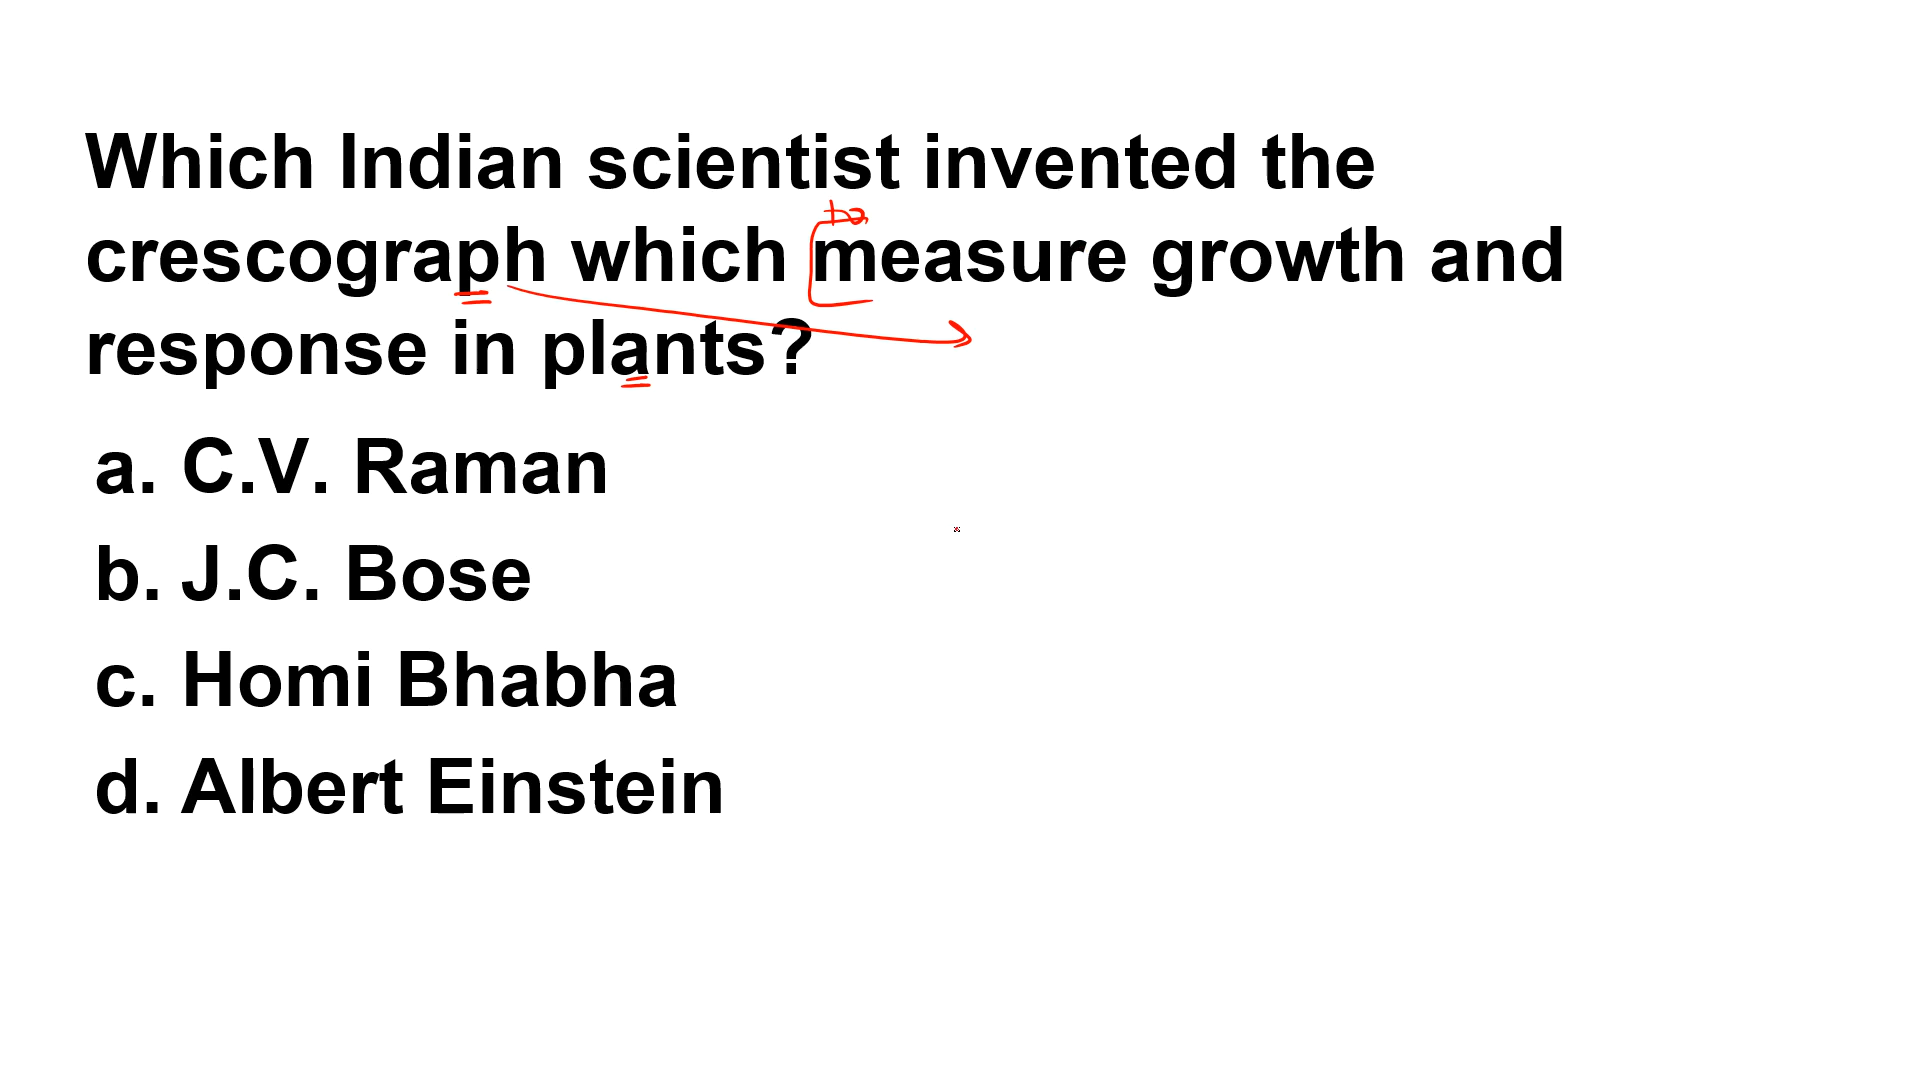 Which Indian scientist invented the
crescograph which measure growth and
response in plants?
a. C.V. Raman
b. J.C. Bose
c. Homi Bhabha
d. Albert Einstein